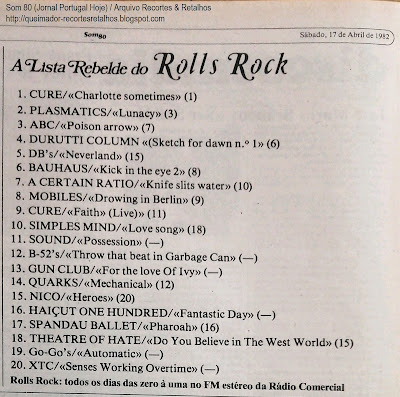 Som 80 (Jornal Portugal Hoje) / Arquivo Recortes & Retalhos
http://queimador-recortesretalhos.blogspot.com
Som80
Sábado, 17 de Abril de 1982
A Lista Rebelde do Rolls Rock
1. CURE/«Charlotte sometimes» (1)
2. PLASMATICS/«Lunacy» (3)
3. ABC/«Poison arrow» (7)
4. DURUTTI COLUMN «(Sketch for dawn n.º 1» (6)
5. DB's/«Neverland» (15)
6. BAUHAUS/«Kick in the eye 2» (8)
7. A CERTAIN RATIO/«Knife slits water» (10)
8. MOBILES/«Drowing in Berlin» (9)
9. CURE/«Faith» (Live)» (11)
10. SIMPLES MIND/«Love song» (18)
11. SOUND/«Possession» (—)
12. B-52's/«Throw that beat in Garbage Can» (—)
13. GUN CLUB/«For the love Of Ivy» (—)
14. QUARKS/«Mechanical» (12)
15. NICO/«Heroes» (20)
16. HAIÇUT ONE HUNDRED/«Fantastic Day» (—)
17. SPANDAU BALLET/«Pharoah» (16)
18. THEATRE OF HATE/«Do You Believe in The West World» (15)
19. Go-Go's/«Automatic» (—)
20. XTC/«Senses Working Overtime» (—)
Rolls Rock: todos os dias das zero à uma no FM estéreo da Rádio Comercial